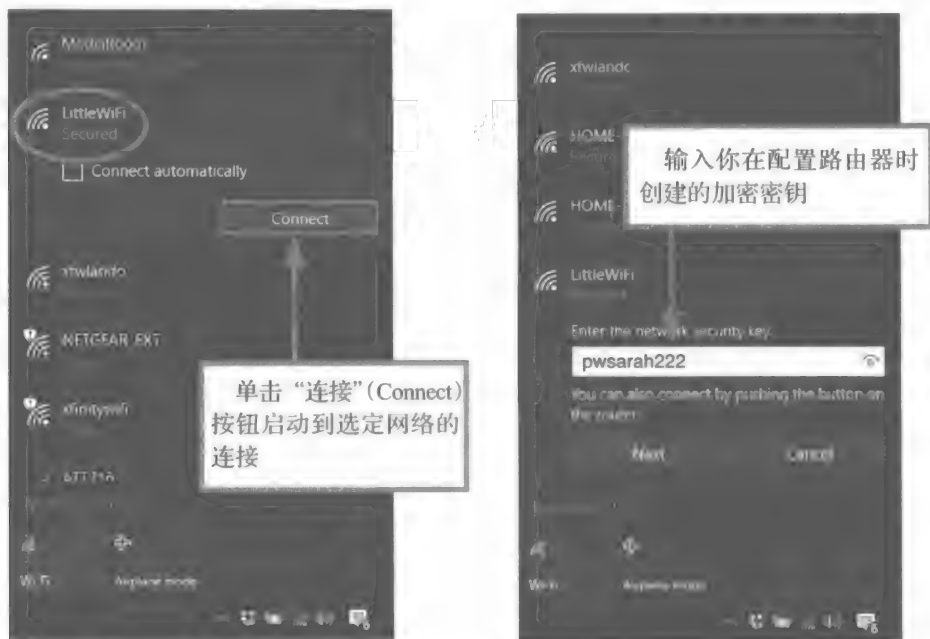 MediaRoom
LittleWiFi
Secured
Connect automatically
Connect
xfwlandc
NETGEAR_EXT
xfinitywifi
ATT716
Wi-Fi
Airplane mode
单击“连接”(Connect)
按钮启动到选定网络的
连接
xfwlandc
HOME-
HOME-
输入你在配置路由器时
创建的加密密钥
LittleWiFi
Enter the network security key
pwsarah222
You can also connect by pushing the button on
the router.
Next
Cancel
Wi-Fi
Airplane mode